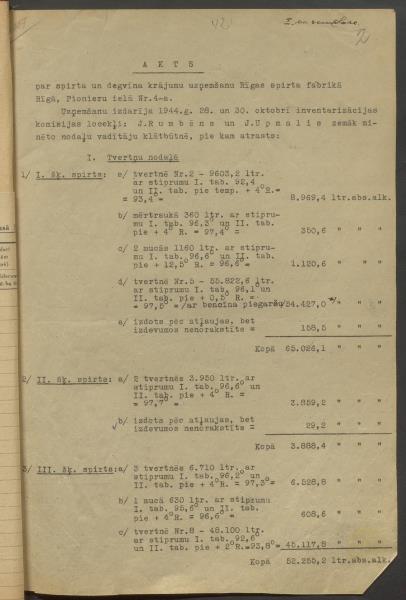 2
A K T S
par spirta un degvīna krājumu uzņemšanu Rīgas spirta fabrikā
Rīgā, Pionieru ielā Nr.4-a.
Uzņemšanu izdarīja 1944.g. 28. un 30. oktobrī inventarizācijas
komisijas locekļi: J.Rumbēns un J.Upmalis zemāk mi-
nēto nodaļu vadītāju klātbūtnē, pie kam atrasts:
I. Tvertņu nodaļā
1/ I. šķ. spirts: a/ tvertnē Nr.2 - 9603,2 ltr.
ar stiprumu I. tab. 92,4
un II. tab. pie temp. + 4°R.=
= 93,4° = 8.969,4 ltr.abs.alk.
b/ mērtraukā 360 ltr. ar stipru-
mu I. tab. 96,3° un II. tab.
pie + 4° R. = 97,4° = 350,6 " " "
c/ 2 mucās 1160 ltr. ar stipru-
mu I. tab. 96,6° un II. tab.
pie + 12,5° R. = 96,6° = 1.120,6 " " "
d/ tvertnē Nr.5 - 55.822,6 ltr.
ar stiprumu I. tab. 96,1° un
II. tab. pie + 0,5° R. =
= 97,5° = /ar benzīna piegaršu/ 54.427,0 " " "
e/ izdots pēc atļaujas, bet
izdevumos nenorakstīts = 158,5 " " "
Kopā 65.026,1 " " "
2/ II. šķ. spirts: a/ 2 tvertnēs 3.950 ltr. ar
stiprumu I. tab. 96,6° un
II. tab. pie + 4° R. =
= 97,7° = 3.859,2 " " "
b/ izdots pēc atļaujas, bet
izdevumos nenorakstīts = 29,2 " " "
Kopā 3.888,4 " " "
3/ III. šķ. spirts: a/ 3 tvertnēs 6.710 ltr. ar
stiprumu I. tab. 96,2° un
II. tab. pie + 4° R. = 97,3°= 6.528,8 " " "
b/ 1 mucā 630 ltr. ar stiprumu
I. tab. 95,6° un II. tab.
pie + 4°R. = 96,6° = 608,6 " " "
c/ tvertnē Nr.8 - 48.100 ltr.
ar stiprumu I. tab. 92,6°
un II. tab. pie + 2°R.=93,8°= 45.117,8 " " "
Kopā 52.255,2 ltr.abs.alk.